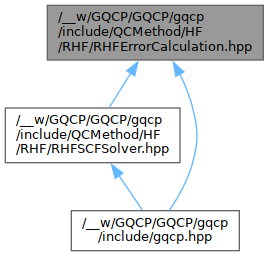 /__w/GQCP/GQCP/gqcp
/include/QCMethod/HF
/RHF/RHFErrorCalculation.hpp
/__w/GQCP/GQCP/gqcp
/include/QCMethod/HF
/RHF/RHFSCFSolver.hpp
/__w/GQCP/GQCP/gqcp
/include/gqcp.hpp